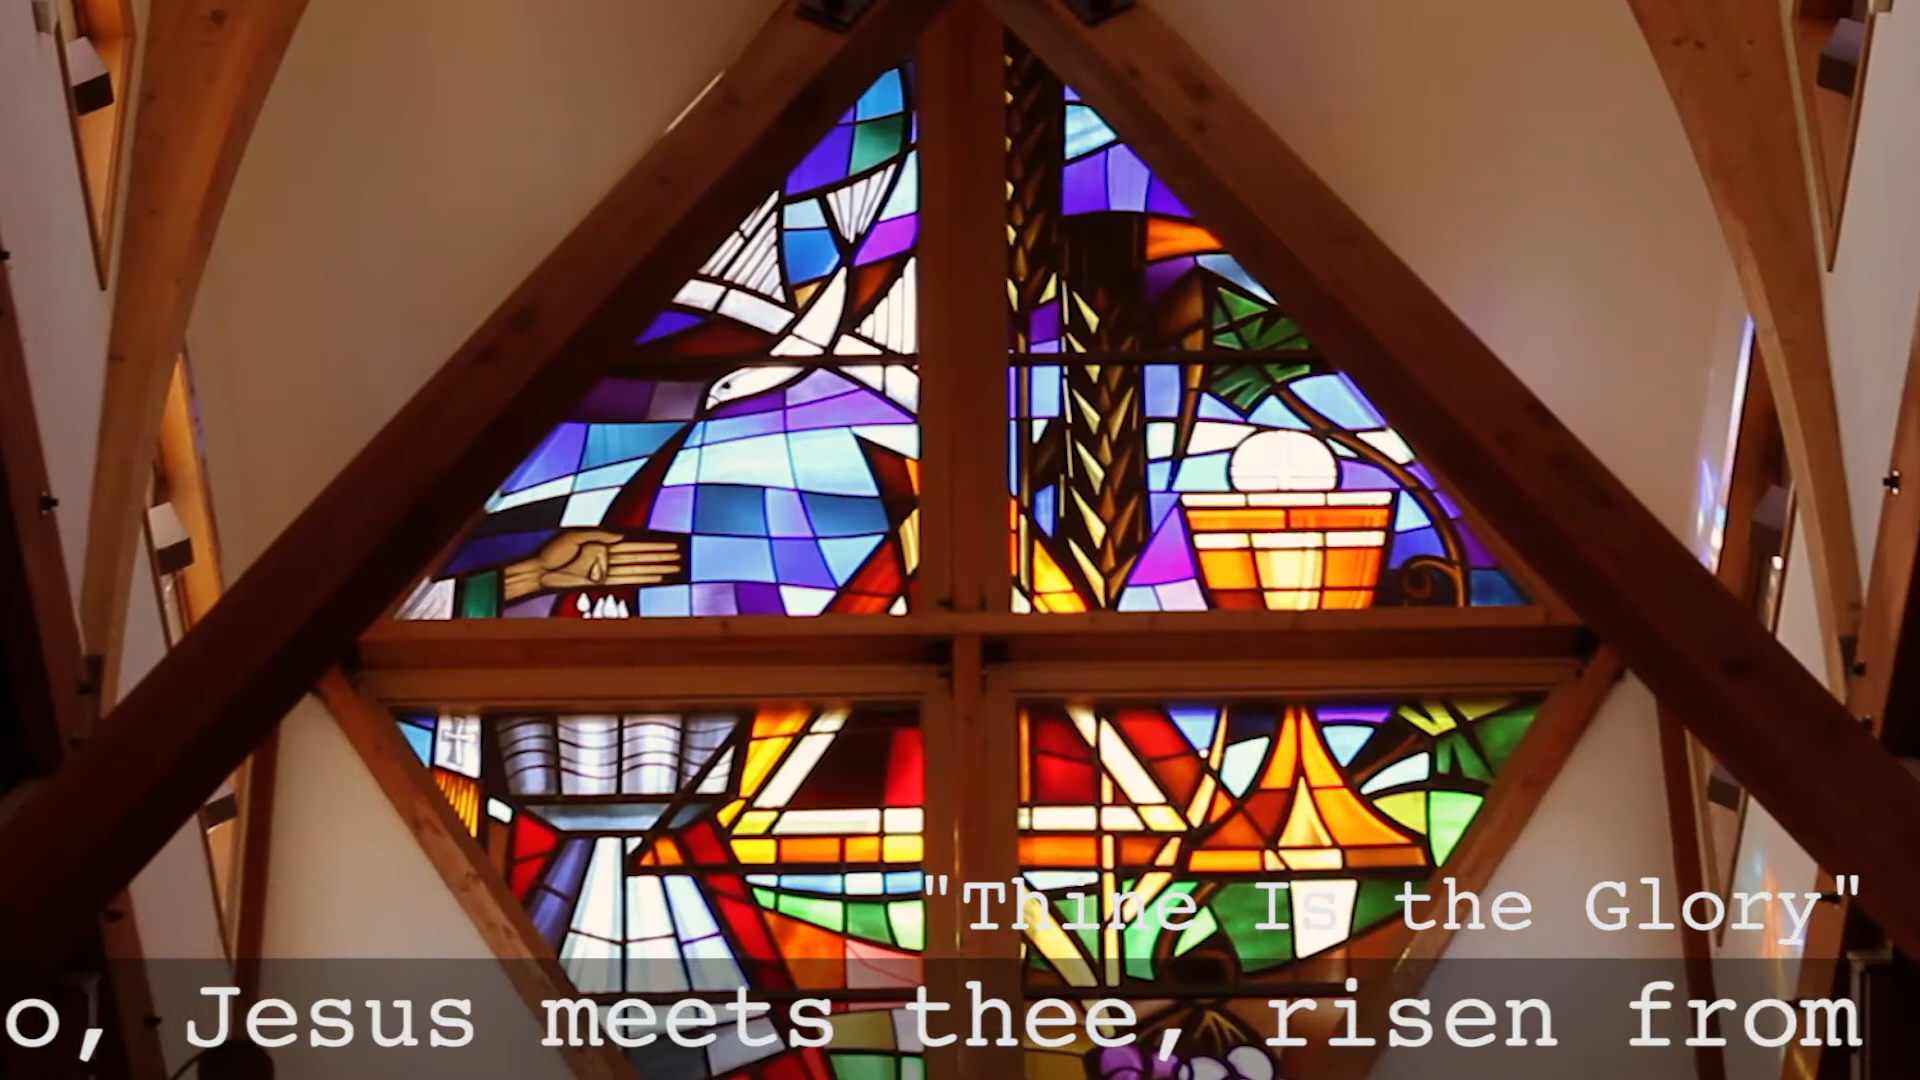 "Thine Is the Glory"
o, Jesus meets thee, risen from